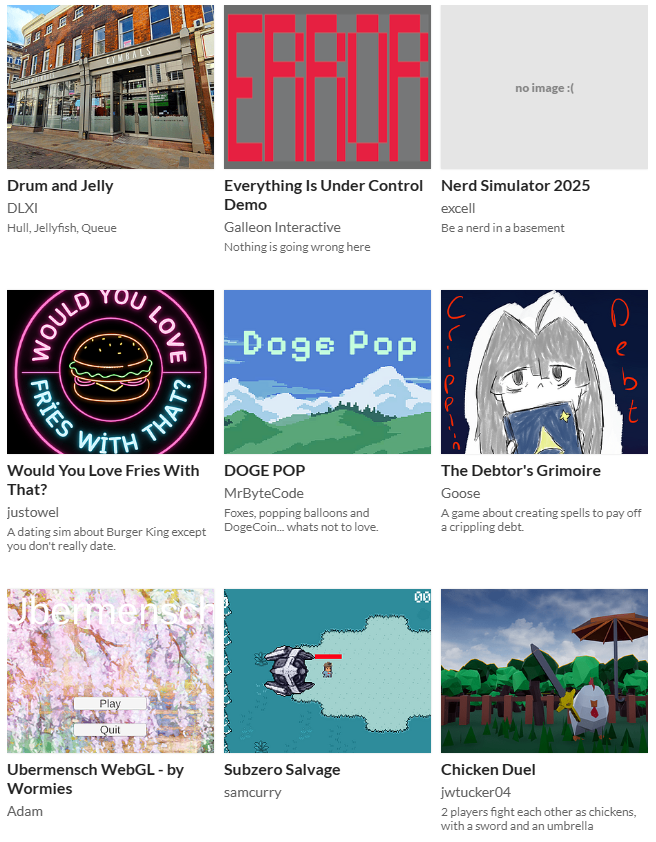 CYMBALS
ERROR
no image :(
Drum and Jelly
DLXI
Hull, Jellyfish, Queue
Everything Is Under Control
Demo
Galleon Interactive
Nothing is going wrong here
Nerd Simulator 2025
excell
Be a nerd in a basement
WOULD YOU LOVE
FRİES WİTH THAT?
Doge Pop
Crippling
Debt
Would You Love Fries With
That?
justowel
A dating sim about Burger King except
you don't really date.
DOGE POP
MrByteCode
Foxes, popping balloons and
DogeCoin... whats not to love.
The Debtor's Grimoire
Goose
A game about creating spells to pay off
a crippling debt.
Ubermensch
Play
Quit
00
Ubermensch WebGL - by
Wormies
Adam
Subzero Salvage
samcurry
Chicken Duel
jwtucker04
2 players fight each other as chickens,
with a sword and an umbrella